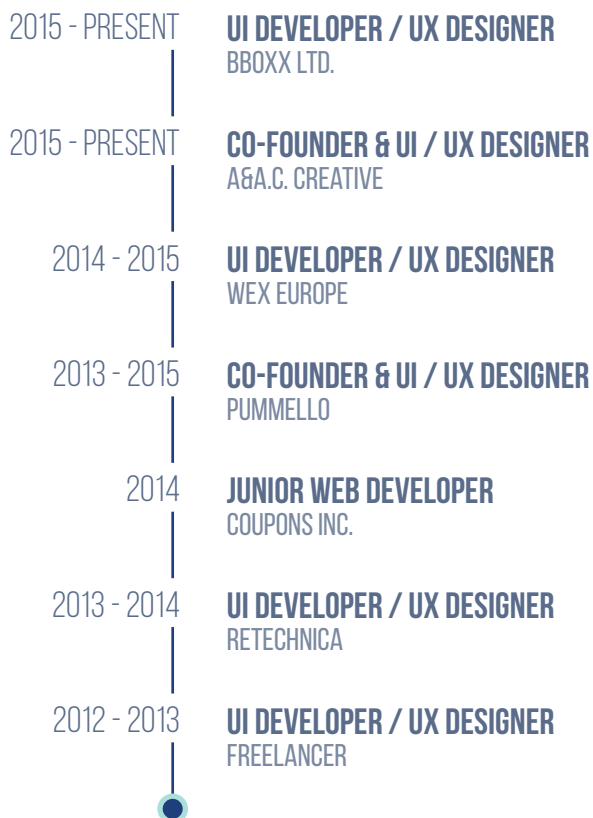 2015 - PRESENT
UI DEVELOPER / UX DESIGNER
BBOXX LTD.
2015 - PRESENT
CO-FOUNDER & UI / UX DESIGNER
A&A.C. CREATIVE
2014 - 2015
UI DEVELOPER / UX DESIGNER
WEX EUROPE
2013 - 2015
CO-FOUNDER & UI / UX DESIGNER
PUMMELLO
2014
JUNIOR WEB DEVELOPER
COUPONS INC.
2013 - 2014
UI DEVELOPER / UX DESIGNER
RETECHNICA
2012 - 2013
UI DEVELOPER / UX DESIGNER
FREELANCER